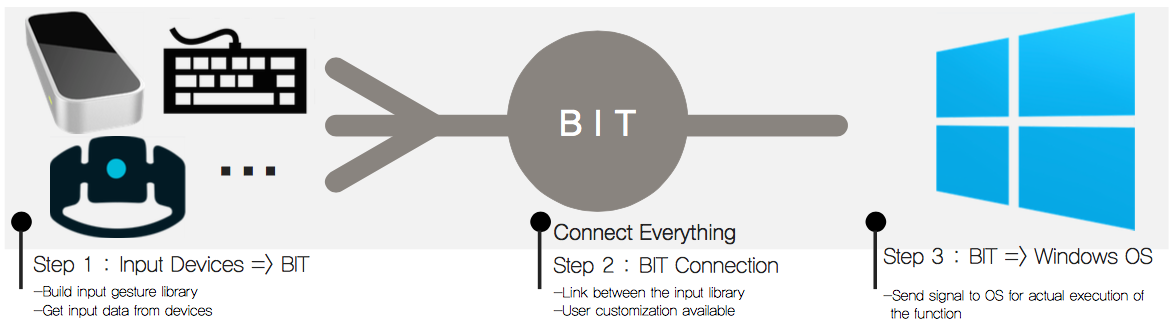 BIT
Connect Everything
Step 1 : Input Devices => BIT
-Build input gesture library
-Get input data from devices
Step 2 : BIT Connection
-Link between the input library
-User customization available
Step 3 : BIT => Windows OS
-Send signal to OS for actual execution of
the function